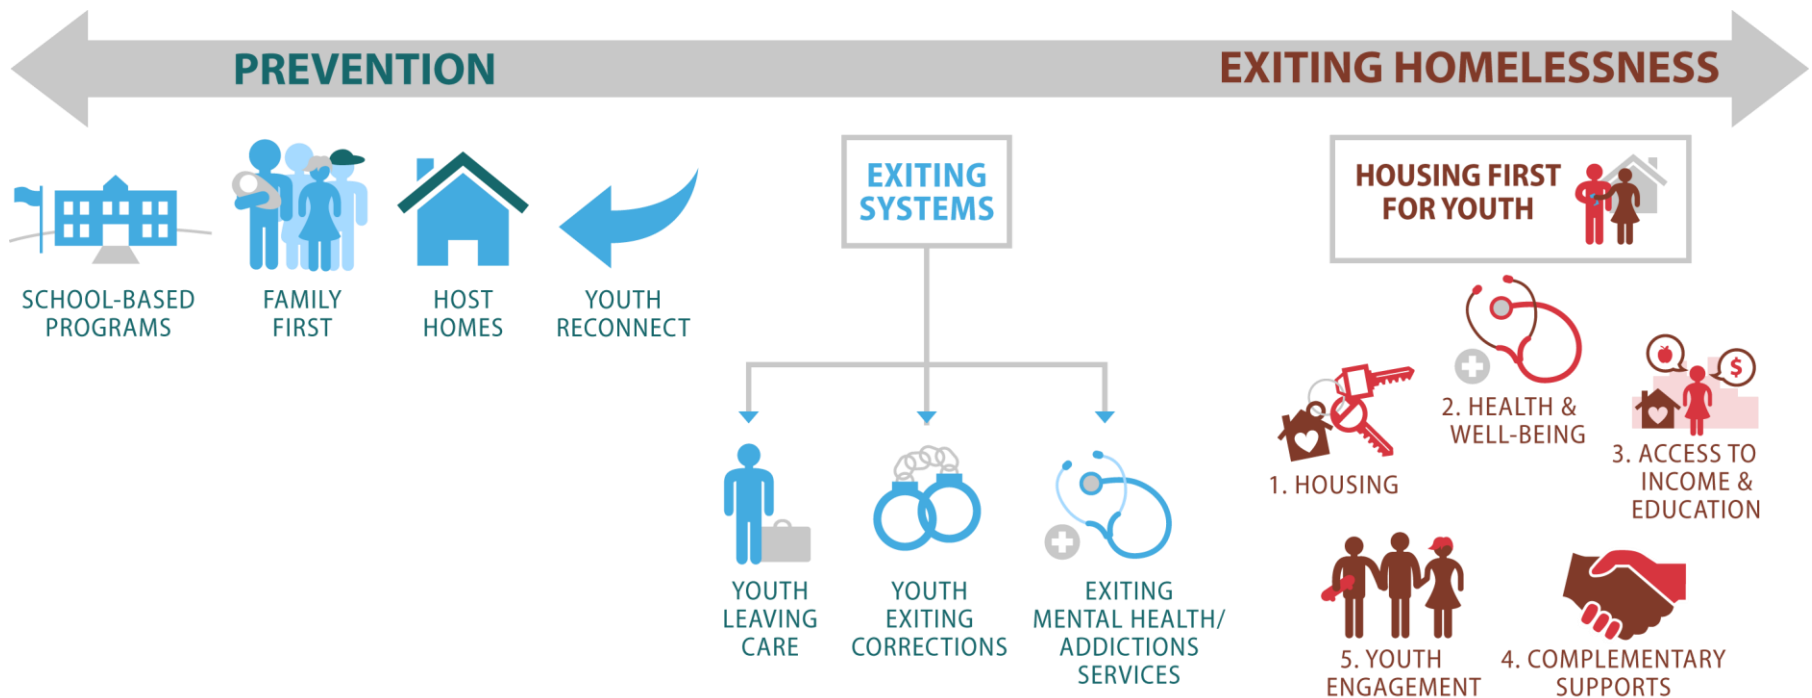 PREVENTION
EXITING HOMELESSNESS
SCHOOL-BASED
PROGRAMS
FAMILY
FIRST
HOST
HOMES
YOUTH
RECONNECT
EXITING
SYSTEMS
YOUTH
LEAVING
CARE
YOUTH
EXITING
CORRECTIONS
EXITING
MENTAL HEALTH/
ADDICTIONS
SERVICES
HOUSING FIRST
FOR YOUTH
1. HOUSING
2. HEALTH &
WELL-BEING
$
3. ACCESS TO
INCOME &
EDUCATION
4. COMPLEMENTARY
SUPPORTS
5. YOUTH
ENGAGEMENT